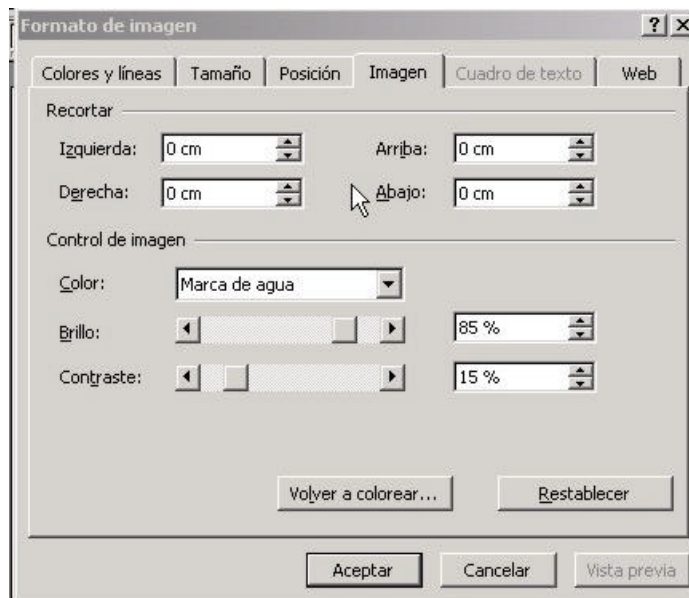 Formato de imagen
Colores y líneas Tamaño Posición Imagen Cuadro de texto Web
Recortar
Izquierda: 0 cm Arriba: 0 cm
Derecha: 0 cm Abajo: 0 cm
Control de imagen
Color: Marca de agua
Brillo: 85 %
Contraste: 15 %
Volver a colorear... Restablecer
Aceptar Cancelar Vista previa